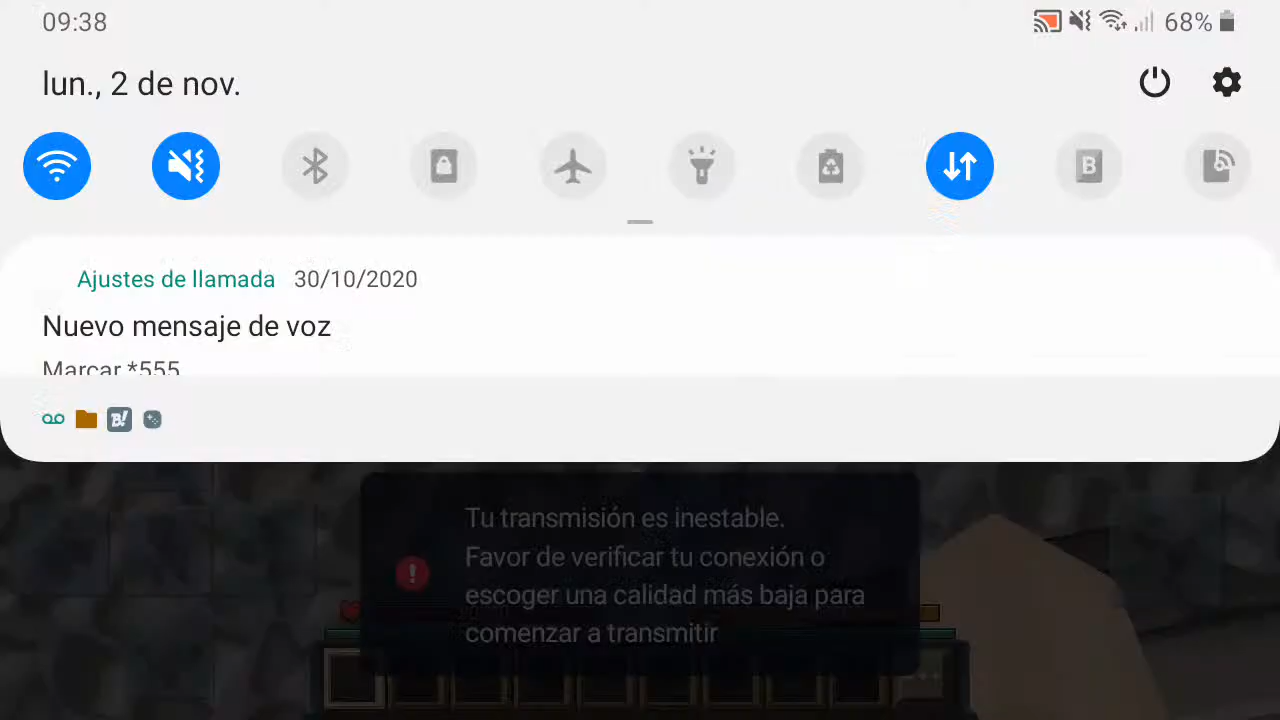 09:38
68%
lun., 2 de nov.
B
Ajustes de llamada 30/10/2020
Nuevo mensaje de voz
Marcar *555
B!
Tu transmisión es inestable.
Favor de verificar tu conexión o
escoger una calidad más baja para
comenzar a transmitir